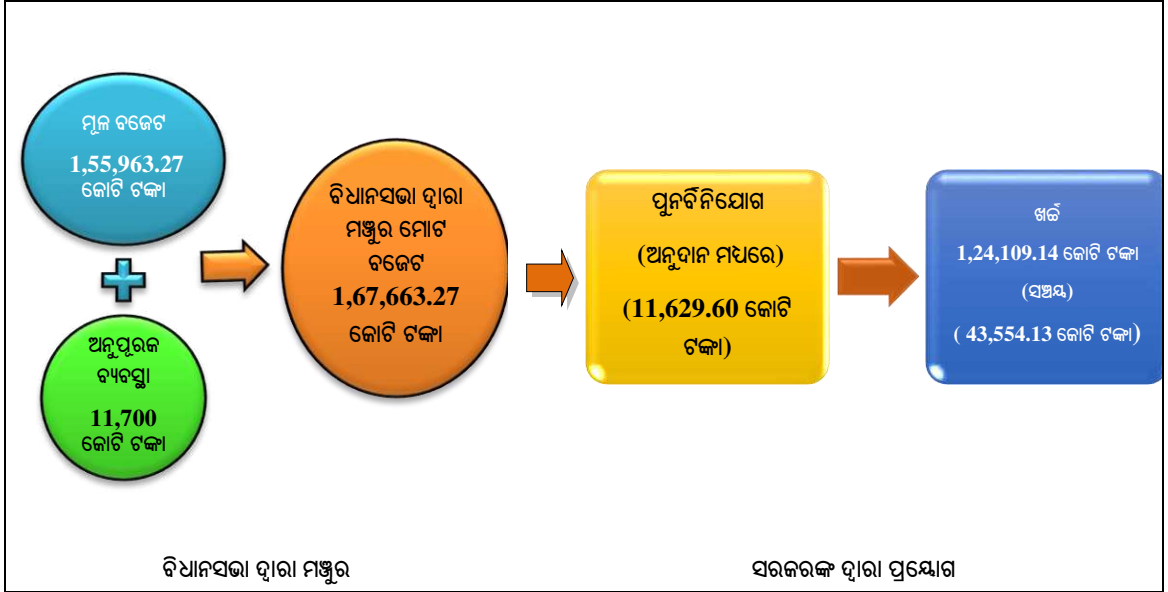 ମୂଳ ବଜେଟ
1,55,963.27
କୋଟି ଟଙ୍କା
ଅନୁପୂରକ
ବ୍ୟବସ୍ଥା
11,700
କୋଟି ଟଙ୍କା
ବିଧାନସଭା ଦ୍ୱାରା
ମଞ୍ଜୁର ମୋଟ
ବଜେଟ
1,67,663.27
କୋଟି ଟଙ୍କା
ପୁନର୍ବିନିଯୋଗ
(ଅନୁଦାନ ମଧ୍ୟରେ)
(11,629.60 କୋଟି
ଟଙ୍କା)
ଖର୍ଚ୍ଚ
1,24,109.14 କୋଟି ଟଙ୍କା
(ସଞ୍ଚୟ)
( 43,554.13 କୋଟି ଟଙ୍କା)
ବିଧାନସଭା ଦ୍ୱାରା ମଞ୍ଜୁର
ସରକରଙ୍କ ଦ୍ୱାରା ପ୍ରୟୋଗ